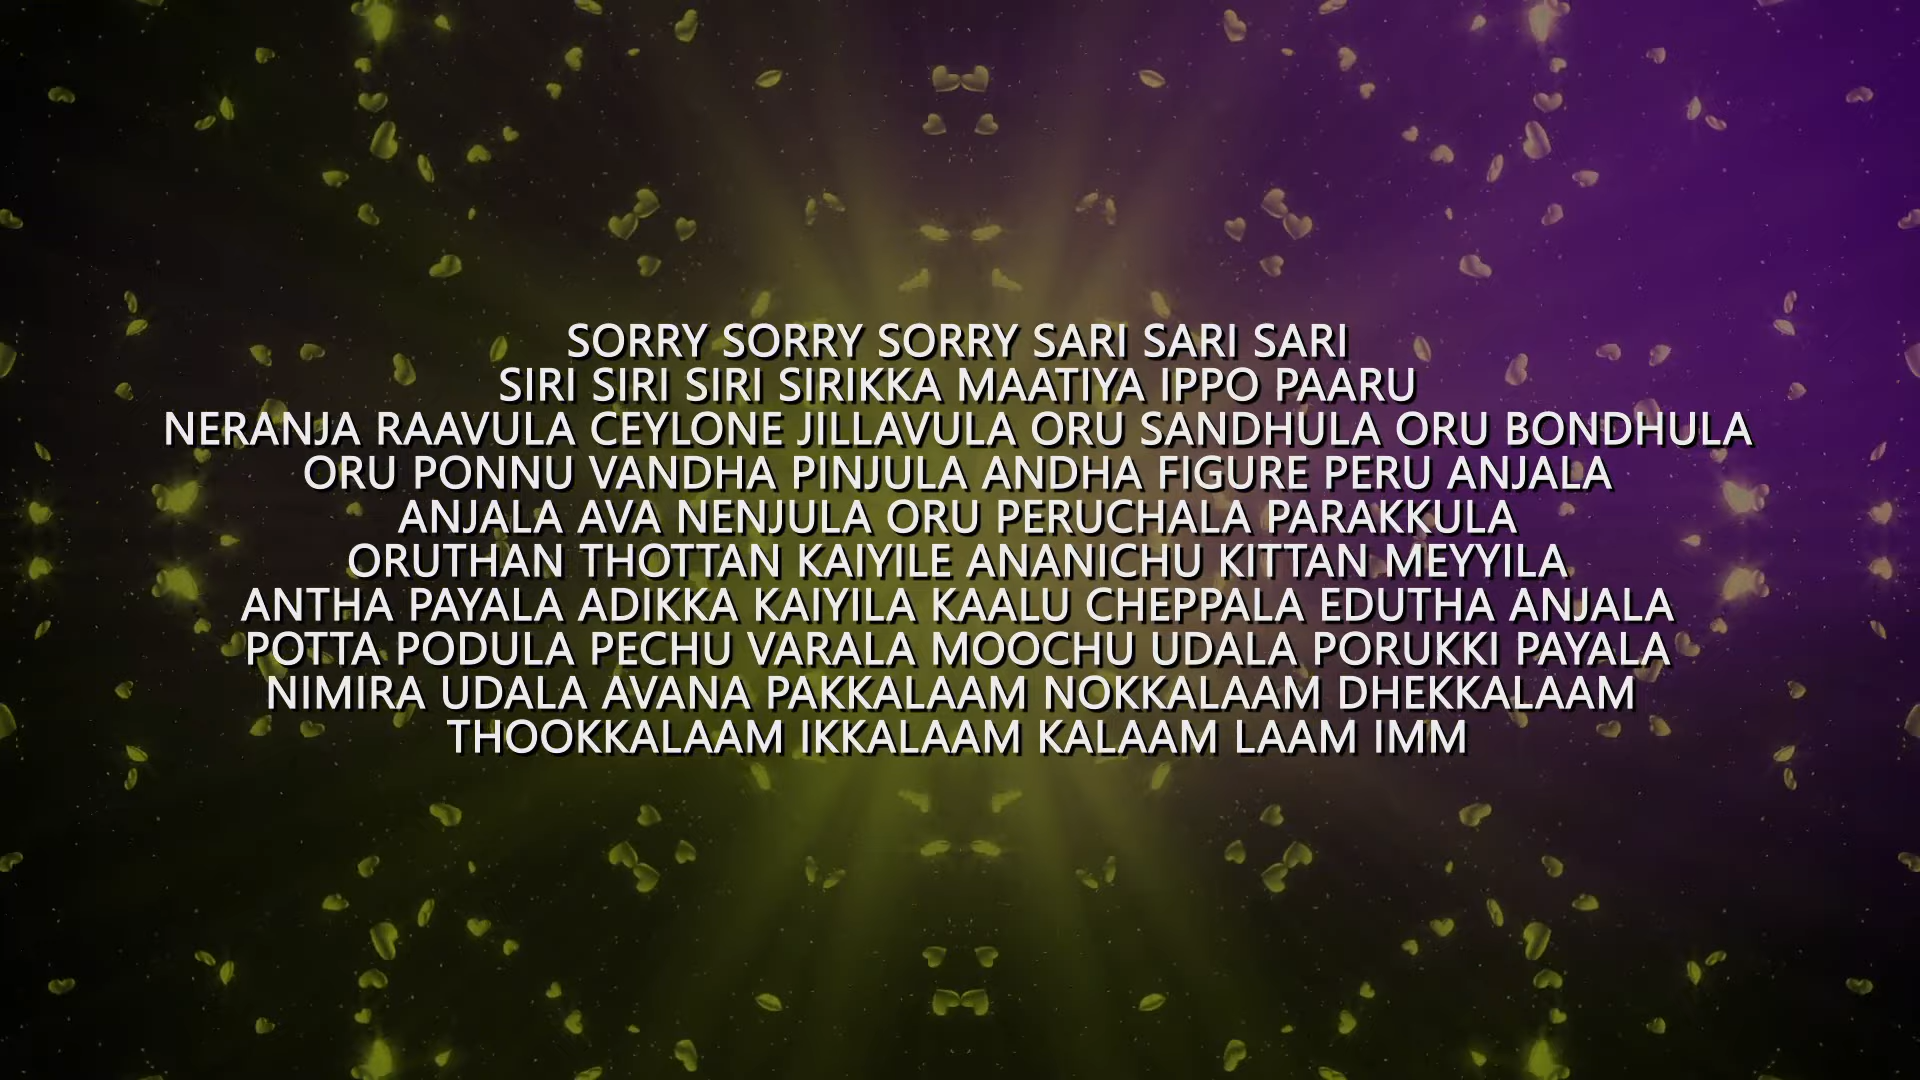 SORRY SORRY SORRY SARI SARI SARI
SIRI SIRI SIRI SIRIKKA MAATIYA IPPO PAARU
NERANJA RAAVULA CEYLONE JILLAVULA ORU SANDHULA ORU BONDHULA
ORU PONNU VANDHA PINJULA ANDHA FIGURE PERU ANJALA
ANJALA AVA NENJULA ORU PERUCHALA PARAKKULA
ORUTHAN THOTTAN KAIYILE ANANICHU KITTAN MEYYILA
ANTHA PAYALA ADIKKA KAIYILA KAALU CHEPPALA EDUTHA ANJALA
POTTA PODULA PECHU VARALA MOOCHU UDALA PORUKKI PAYALA
NIMIRA UDALA AVANA PAKKALAAM NOKKALAAM DHEKKALAAM
THOOKKALAAM IKKALAAM KALAAM LAAM IMM